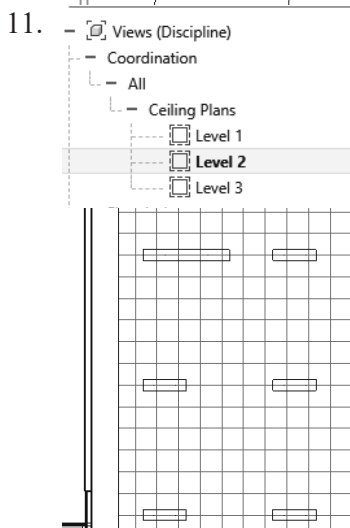 11.
Views (Discipline)
Coordination
All
Ceiling Plans
Level 1
Level 2
Level 3